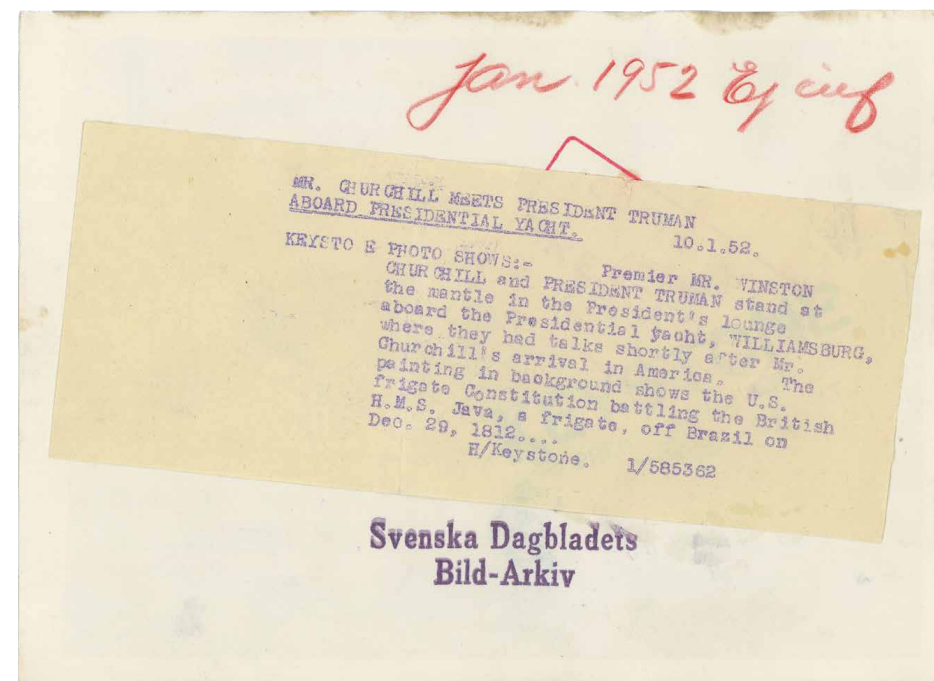 Jan 1952
MR. CHURCHILL MEETS PRESIDENT TRUMAN
ABOARD PRESIDENTIAL YACHT.
10.1.52.
KEYSTO E PHOTO SHOWS:- Premier MR. WINSTON
CHURCHILL and PRESIDENT TRUMAN stand at
the mantle in the President's lounge
aboard the Presidential yacht, WILLIAMSBURG,
where they had talks shortly after Mr.
Churchill's arrival in America. The
painting in background shows the U.S.
frigate Constitution battling the British
H.M.S. Java, a frigate, off Brazil on
Dec. 29, 1812....
H/Keystone. 1/585362
Svenska Dagbladets
Bild-Arkiv